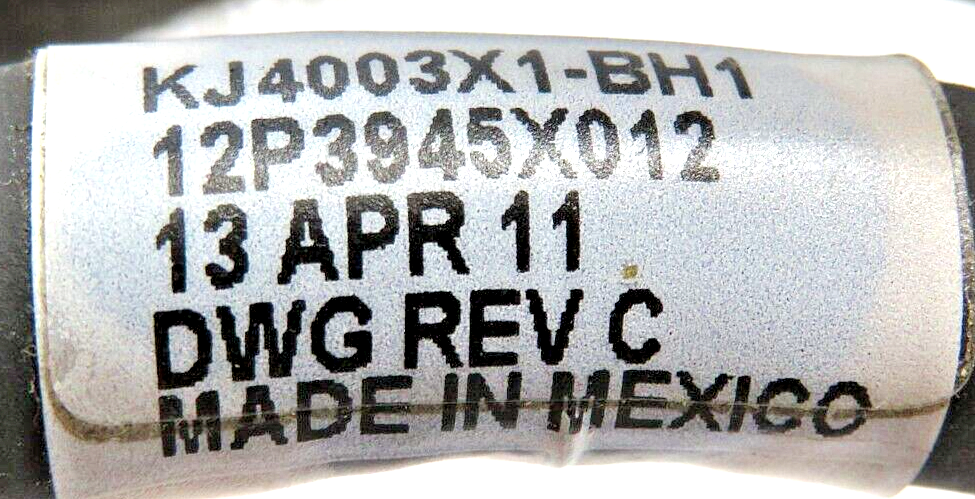 KJ4003X1-BH1
12P3945X012
13 APR 11
DWG REV C
MADE IN MEXICO